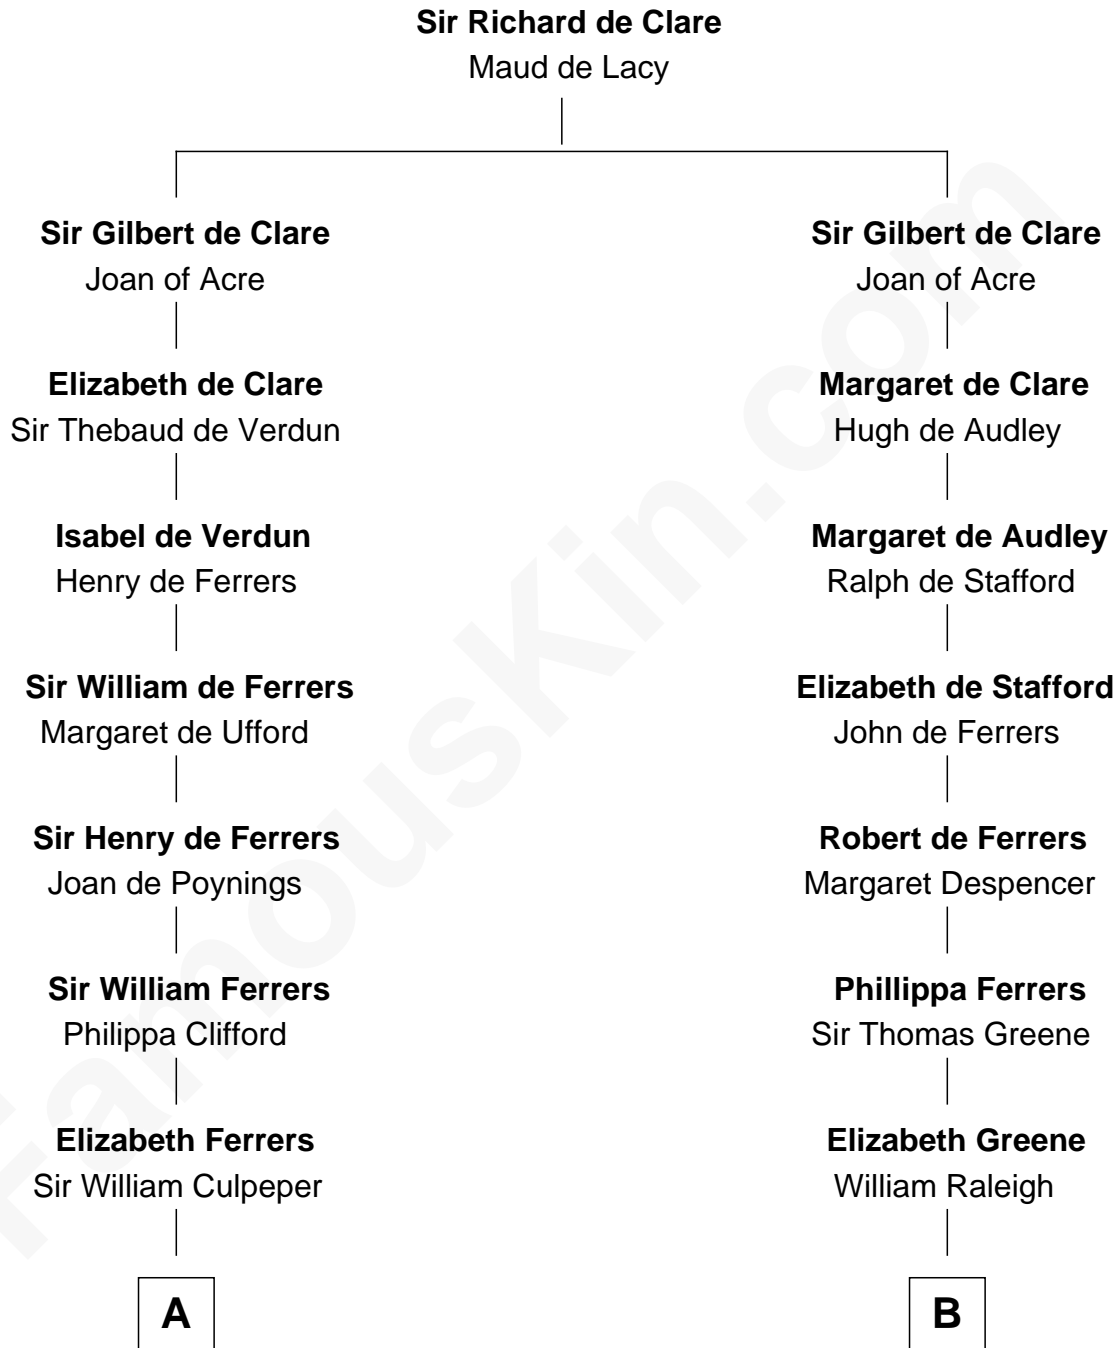 Sir Richard de Clare
Maud de Lacy
Sir Gilbert de Clare
Joan of Acre
Elizabeth de Clare
Sir Thebaud de Verdun
Isabel de Verdun
Henry de Ferrers
Sir William de Ferrers
Margaret de Ufford
Sir Henry de Ferrers
Joan de Poynings
Sir William Ferrers
Philippa Clifford
Elizabeth Ferrers
Sir William Culpeper
A
Sir Gilbert de Clare
Joan of Acre
Margaret de Clare
Hugh de Audley
Margaret de Audley
Ralph de Stafford
Elizabeth de Stafford
John de Ferrers
Robert de Ferrers
Margaret Despencer
Phillippa Ferrers
Sir Thomas Greene
Elizabeth Greene
William Raleigh
B
FamousKin.com